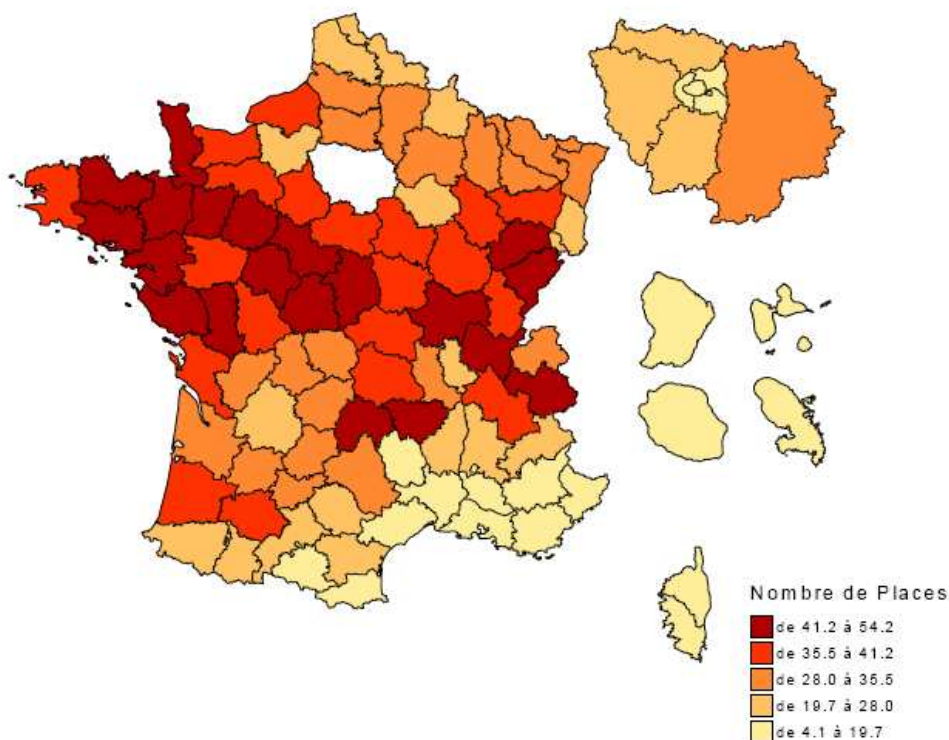 Nombre de Places
de 41.2 à 54.2
de 35.5 à 41.2
de 28.0 à 35.5
de 19.7 à 28.0
de 4.1 à 19.7